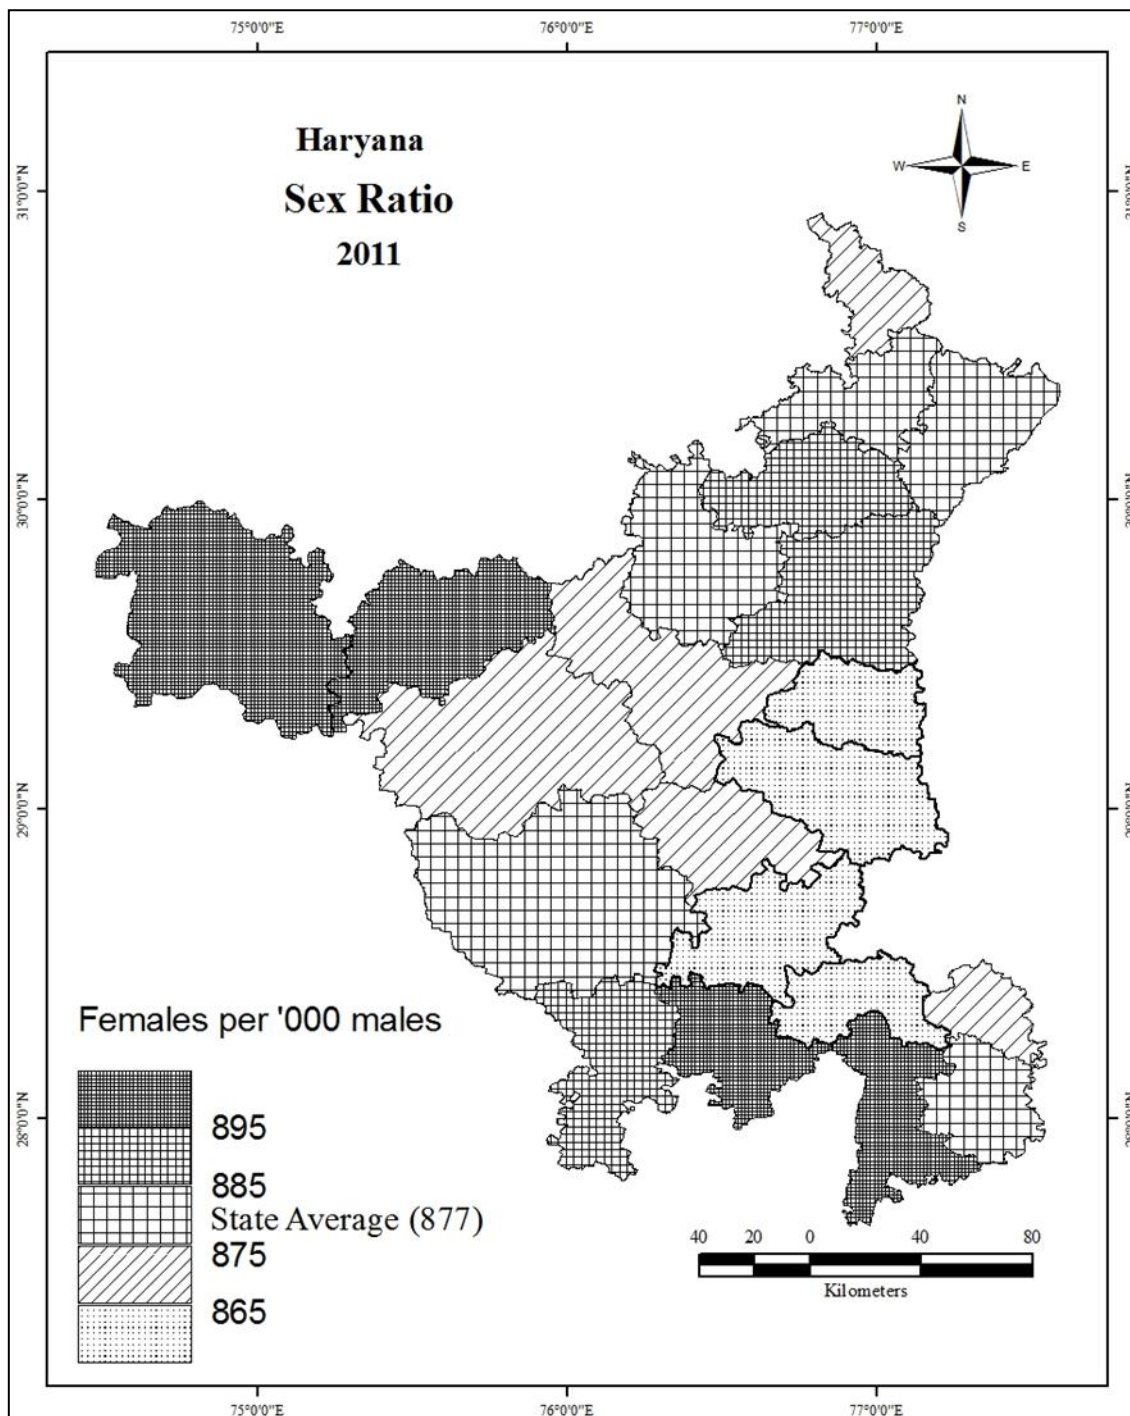 75°0'0"E 76°0'0"E 77°0'0"E
Haryana
Sex Ratio
2011
N
W E
S
31°0'0"N
30°0'0"N
29°0'0"N
28°0'0"N
Females per '000 males
895
885
State Average (877)
875
865
40 20 0 40 80
Kilometers
75°0'0"E 76°0'0"E 77°0'0"E